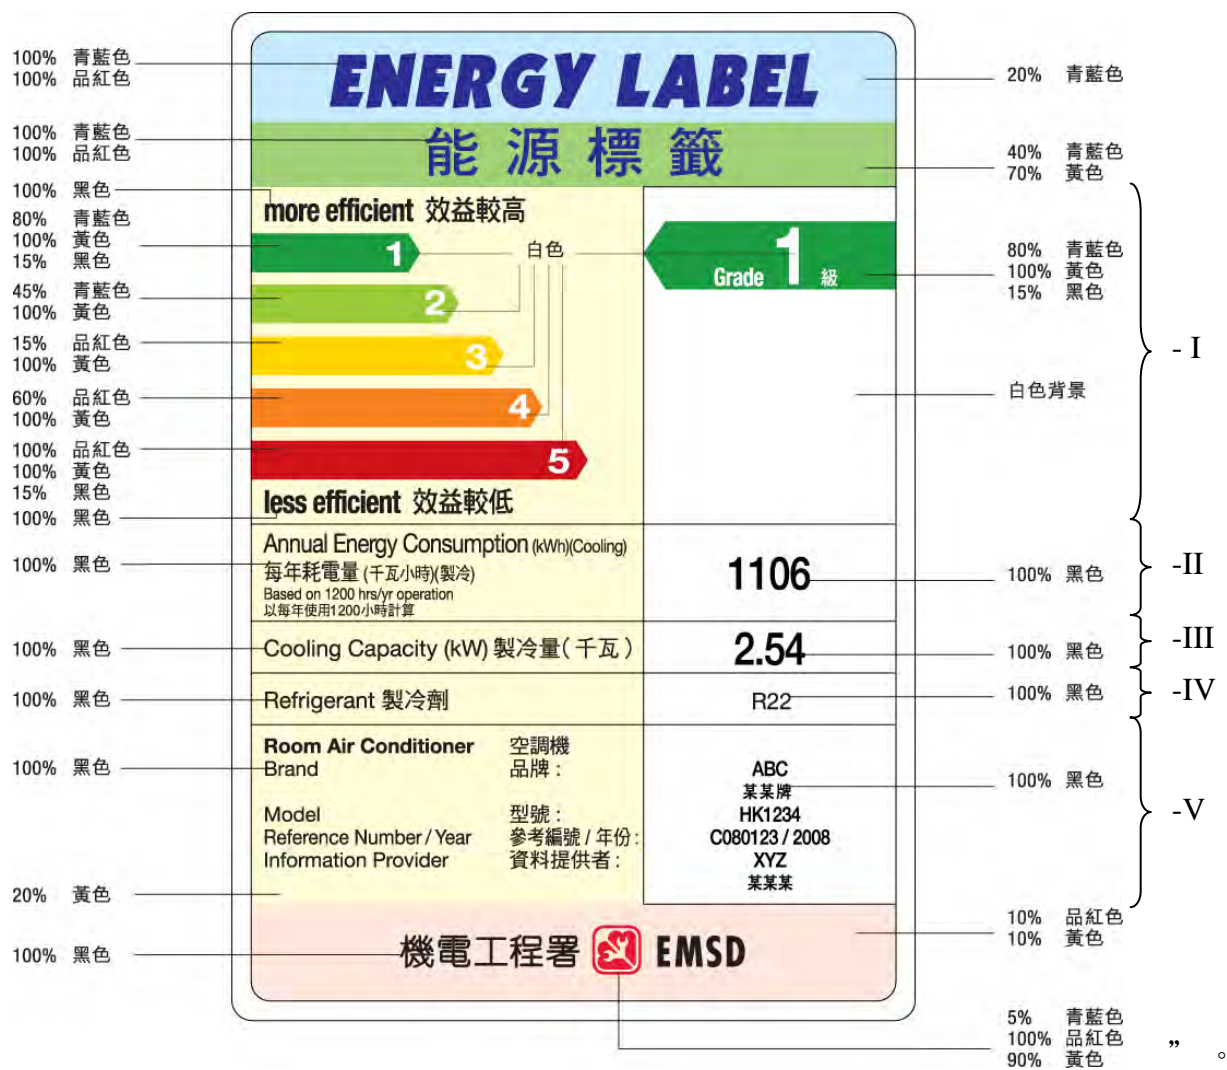 ENERGY LABEL
能源標籤
more efficient 效益較高
1
2
3
4
5
白色
Grade 1 級
less efficient 效益較低
Annual Energy Consumption (kWh)(Cooling)
每年耗電量 (千瓦小時)(製冷)
Based on 1200 hrs/yr operation
以每年使用1200小時計算
1106
Cooling Capacity (kW) 製冷量(千瓦)
2.54
Refrigerant 製冷劑
R22
Room Air Conditioner 空調機
Brand 品牌:
ABC
某某牌
Model 型號:
HK1234
Reference Number / Year 參考編號 / 年份:
C080123 / 2008
Information Provider 資料提供者:
XYZ
某某某
機電工程署 EMSD
100% 青藍色
100% 品紅色
100% 青藍色
100% 品紅色
100% 黑色
80% 青藍色
100% 黃色
15% 黑色
45% 青藍色
100% 黃色
15% 品紅色
100% 黃色
60% 品紅色
100% 黃色
100% 品紅色
100% 黃色
15% 黑色
100% 黑色
100% 黑色
100% 黑色
100% 黑色
100% 黑色
20% 黃色
100% 黑色
20% 青藍色
40% 青藍色
70% 黃色
80% 青藍色
100% 黃色
15% 黑色
白色背景
100% 黑色
100% 黑色
100% 黑色
100% 黑色
10% 品紅色
10% 黃色
5% 青藍色
100% 品紅色
90% 黃色
- I
-II
-III
-IV
-V
” 。